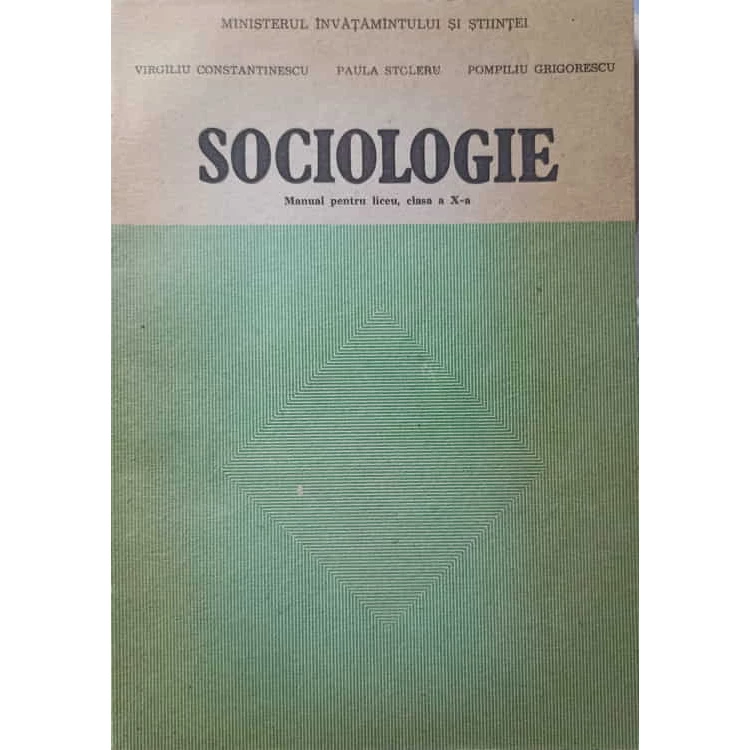 MINISTERUL ÎNVĂȚĂMÎNTULUI ȘI ȘTIINȚEI
VIRGILIU CONSTANTINESCU PAULA STOLERU POMPILIU GRIGORESCU
SOCIOLOGIE
Manual pentru liceu, clasa a X-a